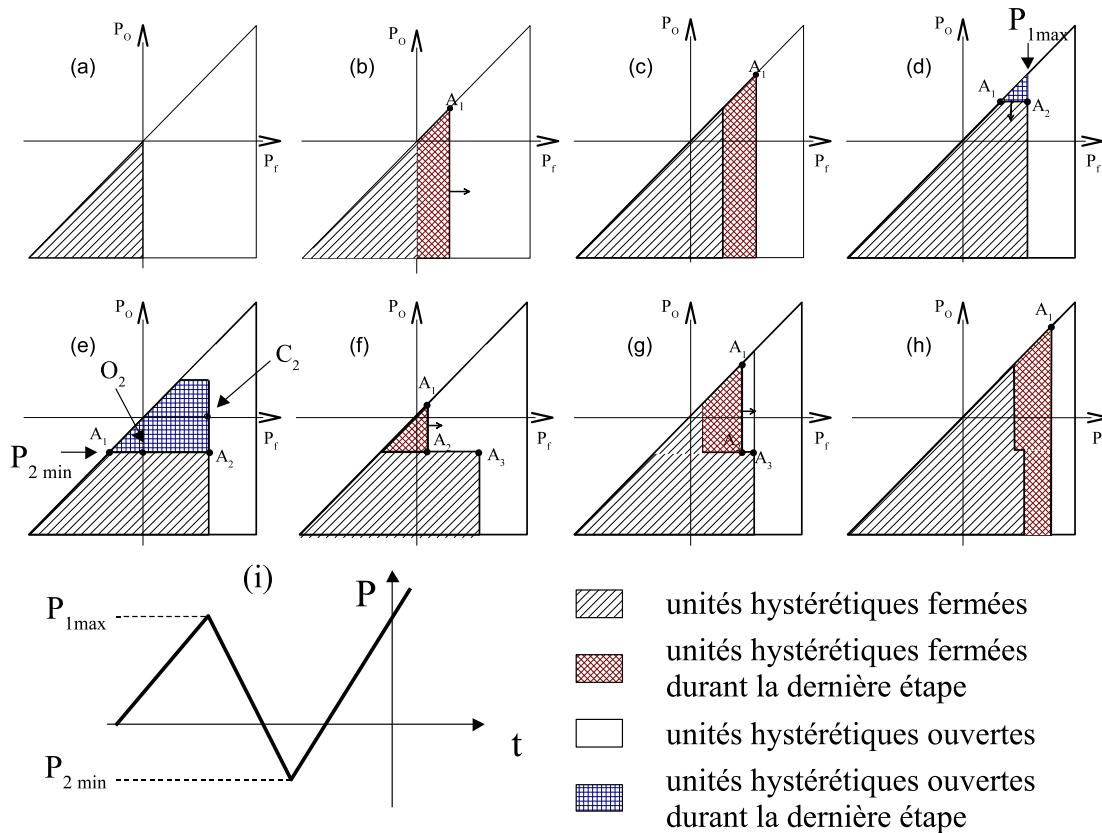 P_O
(a)
P_f
P_O
(b)
A_1
P_f
P_O
(c)
A_1
P_f
P_O
(d)
P_1max
A_1
A_2
P_f
P_O
(e)
O_2
C_2
A_1
A_2
P_f
P_2 min
P_O
(f)
A_1
A_2
A_3
P_f
P_O
(g)
A_1
A_3
P_f
P_O
(h)
A_1
P
(i)
P
P_1max
P_2 min
t
unités hystérétiques fermées
unités hystérétiques fermées
durant la dernière étape
unités hystérétiques ouvertes
unités hystérétiques ouvertes
durant la dernière étape